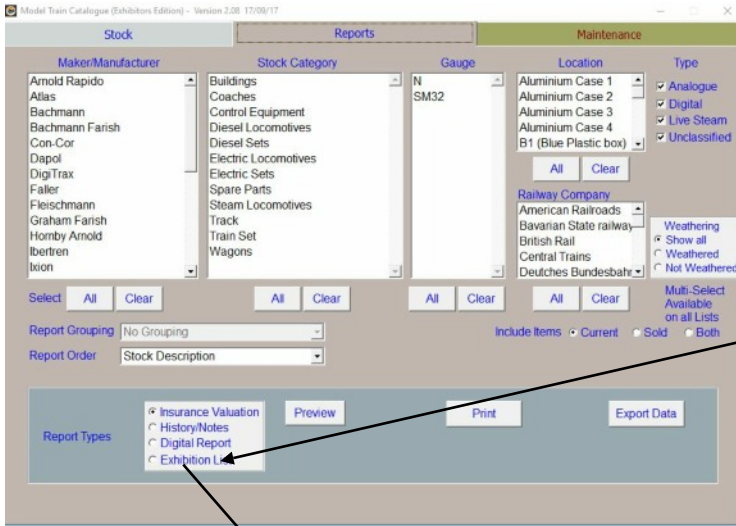 Model Train Catalogue (Exhibitors Edition) - Version 2.08 17/09/17
Stock
Reports
Maintenance
Maker/Manufacturer
Arnold Rapido
Atlas
Bachmann
Bachmann Farish
Con-Cor
Dapol
DigiTrax
Faller
Fleischmann
Graham Farish
Hornby Arnold
Ibertren
Ixion
Stock Category
Buildings
Coaches
Control Equipment
Diesel Locomotives
Diesel Sets
Electric Locomotives
Electric Sets
Spare Parts
Steam Locomotives
Track
Train Set
Wagons
Gauge
N
SM32
Location
Aluminium Case 1
Aluminium Case 2
Aluminium Case 3
Aluminium Case 4
B1 (Blue Plastic box)
All Clear
Railway Company
American Railroads
Bavarian State railway
British Rail
Central Trains
Deutches Bundesbahn
Type
Analogue
Digital
Live Steam
Unclassified
Weathering
Show all
Weathered
Not Weathered
Select All Clear
All Clear
All Clear
All Clear
Multi-Select
Available
on all Lists
Report Grouping No Grouping
Include Items Current Sold Both
Report Order Stock Description
Report Types
Insurance Valuation
History/Notes
Digital Report
Exhibition
Preview
Print
Export Data